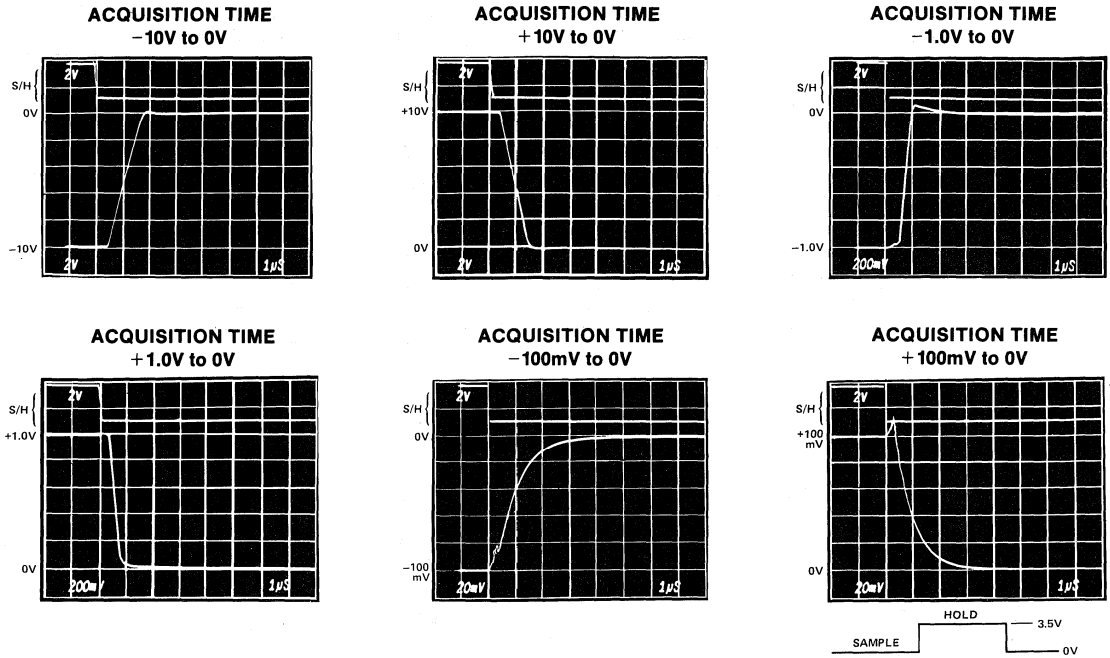 ACQUISITION TIME
−10V to 0V
S/H
2V
0V
−10V
2V
1µS
ACQUISITION TIME
+10V to 0V
S/H
2V
+10V
0V
2V
1µS
ACQUISITION TIME
−1.0V to 0V
S/H
2V
0V
−1.0V
200mV
1µS
ACQUISITION TIME
+1.0V to 0V
S/H
2V
+1.0V
0V
200mV
1µS
ACQUISITION TIME
−100mV to 0V
S/H
2V
0V
−100
mV
20mV
1µS
ACQUISITION TIME
+100mV to 0V
S/H
2V
+100
mV
0V
20mV
1µS
HOLD
3.5V
SAMPLE
0V